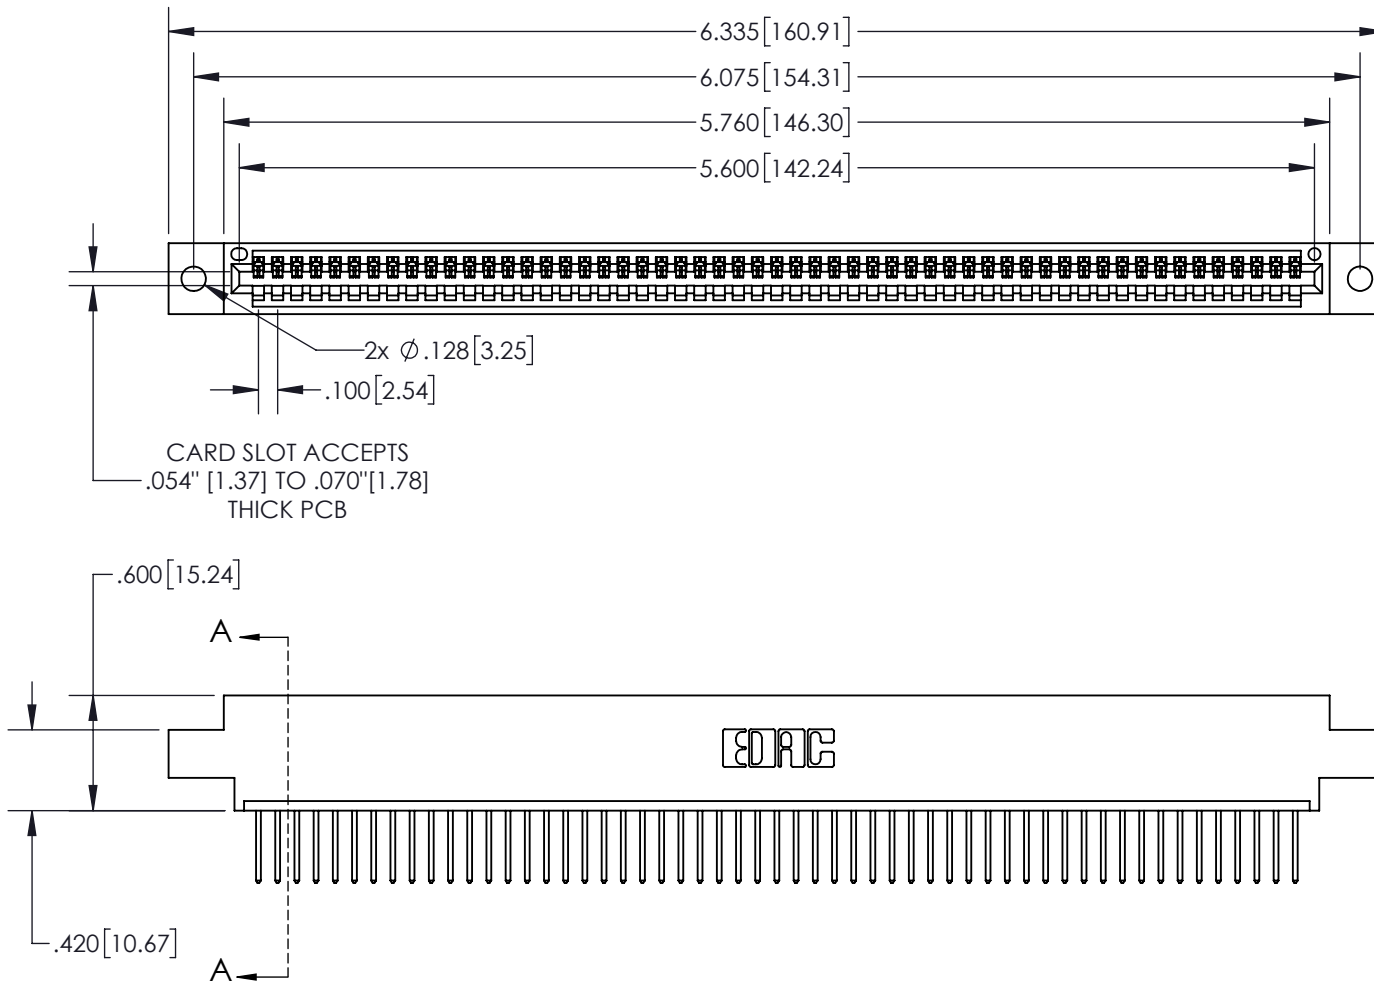 6.335[160.91]
6.075[154.31]
5.760[146.30]
5.600[142.24]
2x Ø.128[3.25]
.100[2.54]
CARD SLOT ACCEPTS
.054" [1.37] TO .070"[1.78]
THICK PCB
.600[15.24]
A
EDAC
.420[10.67]
A